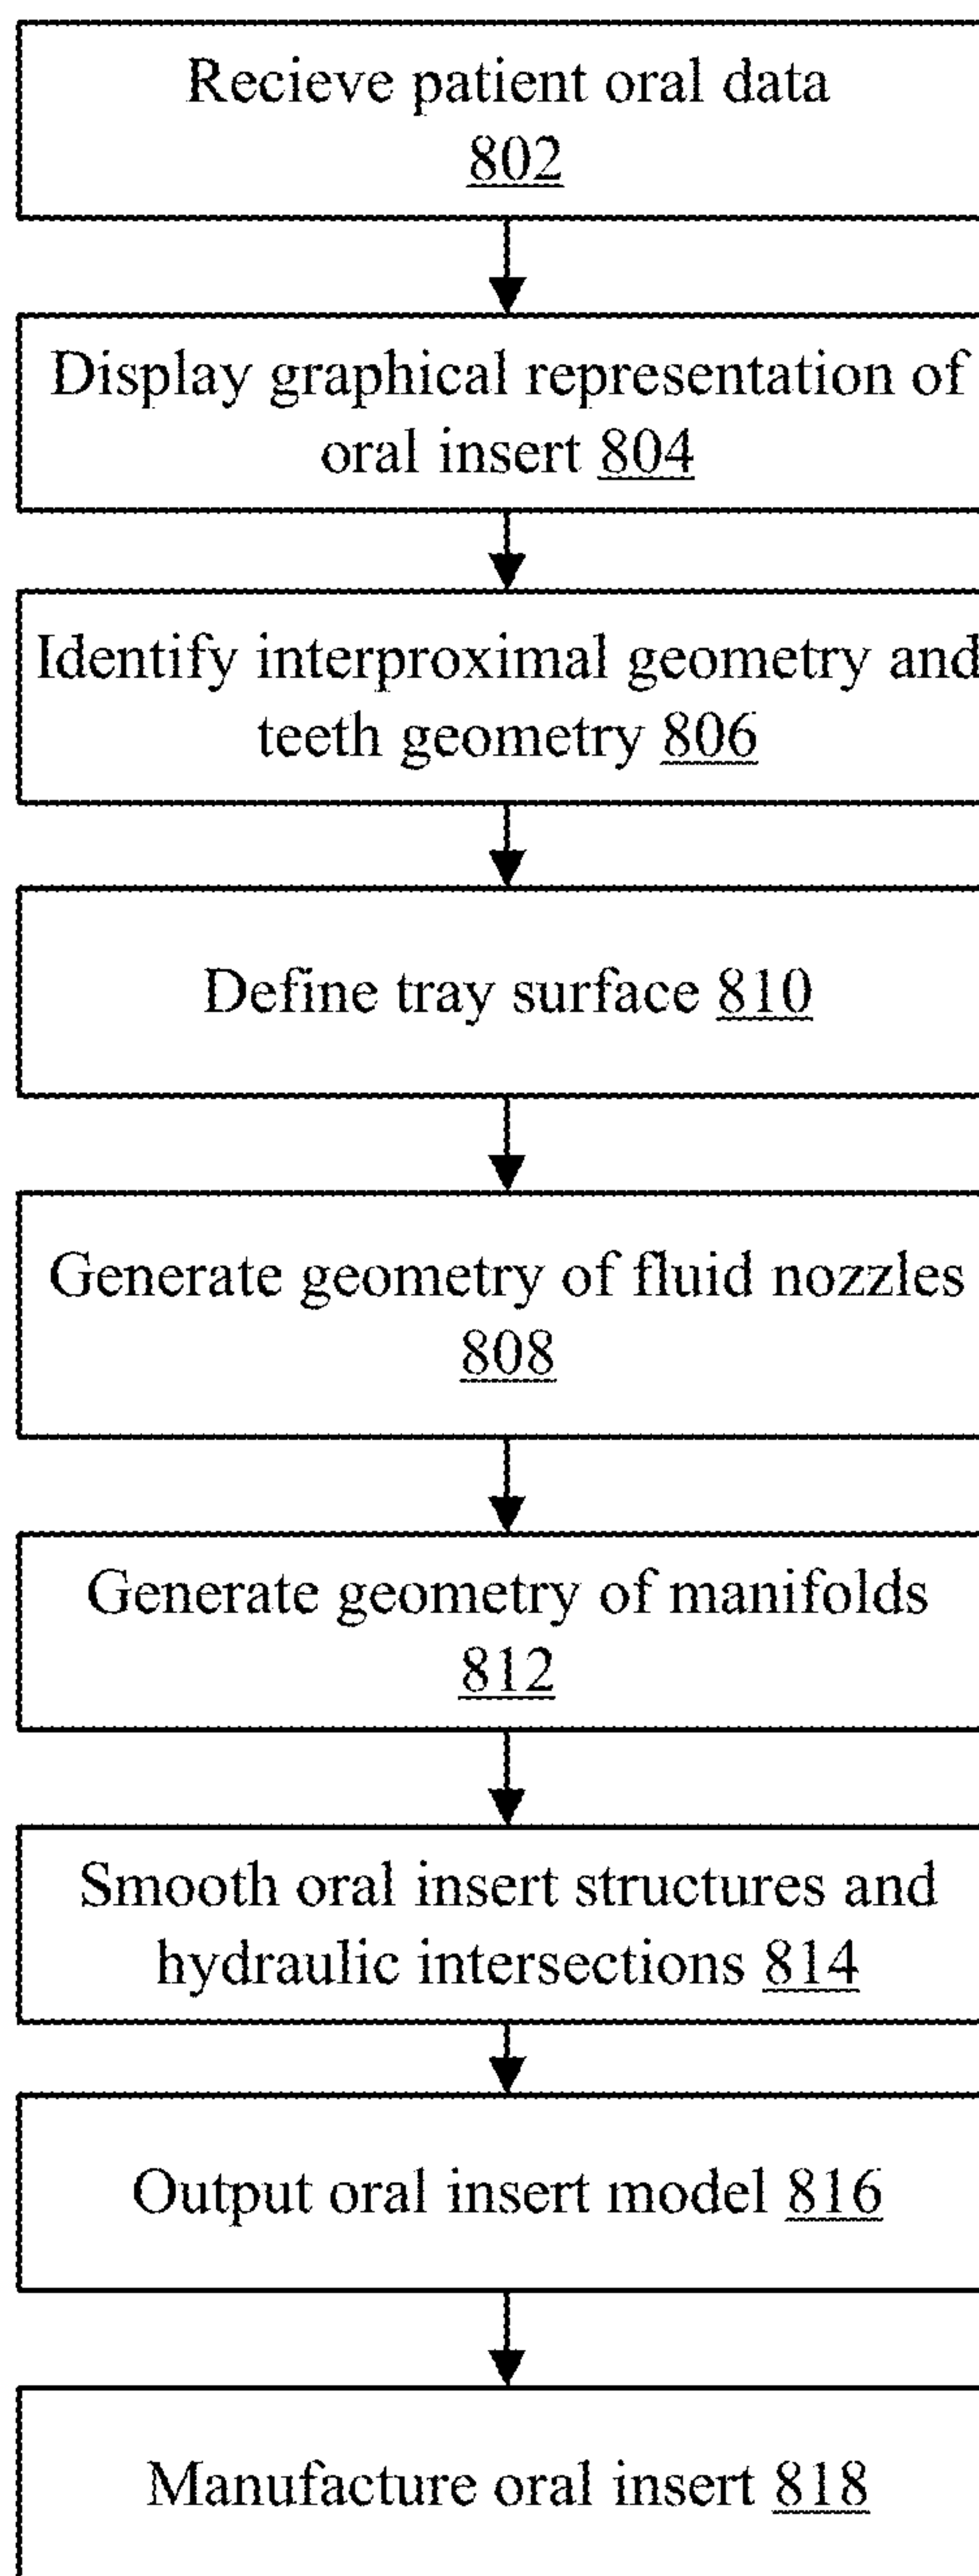 Recieve patient oral data
802
Display graphical representation of
oral insert 804
Identify interproximal geometry and
teeth geometry 806
Define tray surface 810
Generate geometry of fluid nozzles
808
Generate geometry of manifolds
812
Smooth oral insert structures and
hydraulic intersections 814
Output oral insert model 816
Manufacture oral insert 818